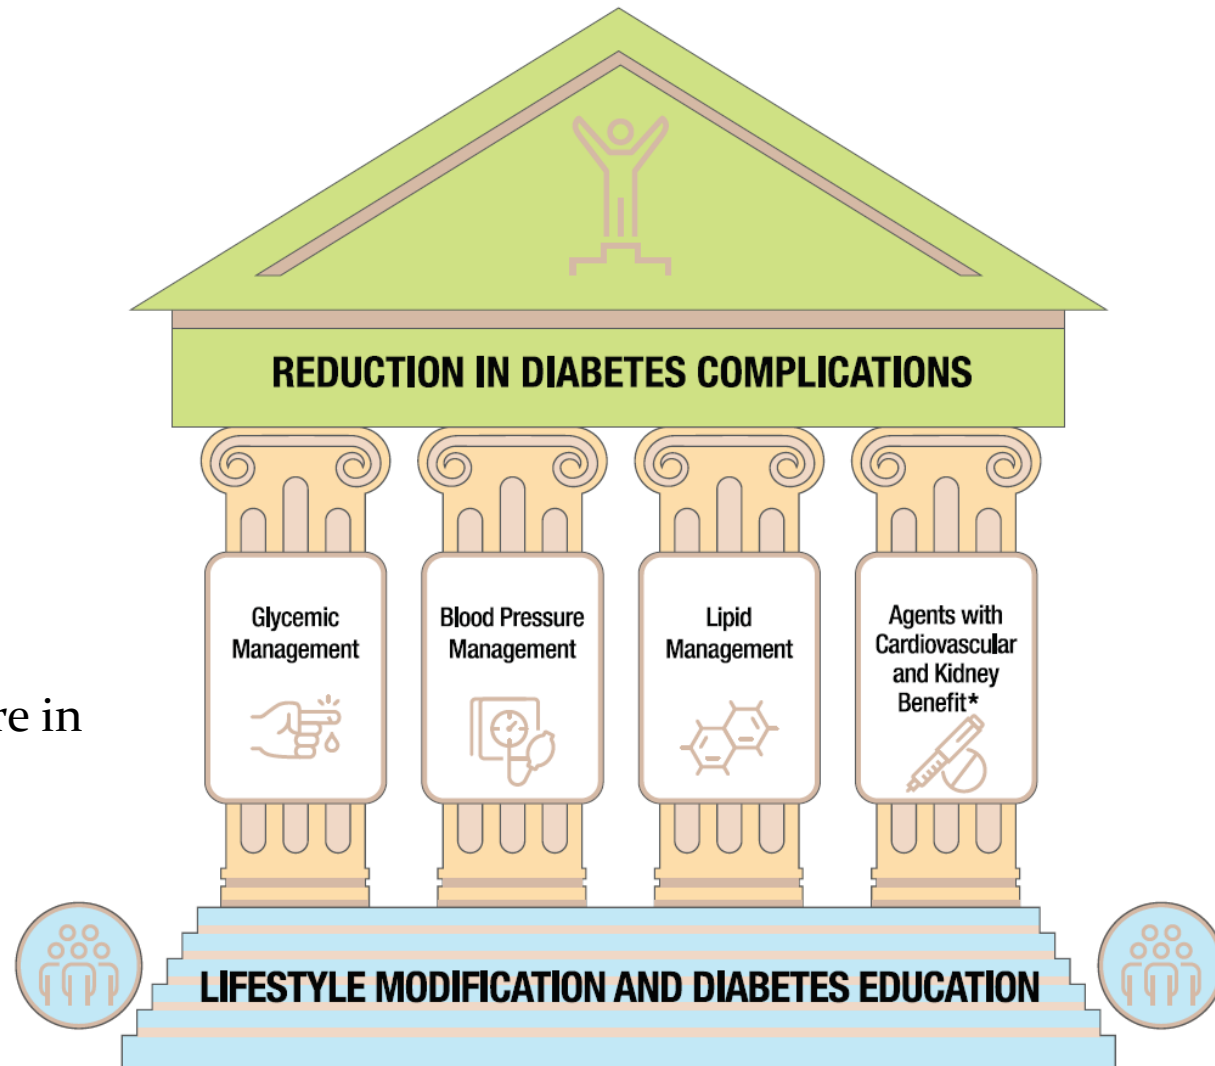 REDUCTION IN DIABETES COMPLICATIONS
Glycemic
Management
Blood Pressure
Management
Lipid
Management
Agents with
Cardiovascular
and Kidney
Benefit*
re in
LIFESTYLE MODIFICATION AND DIABETES EDUCATION